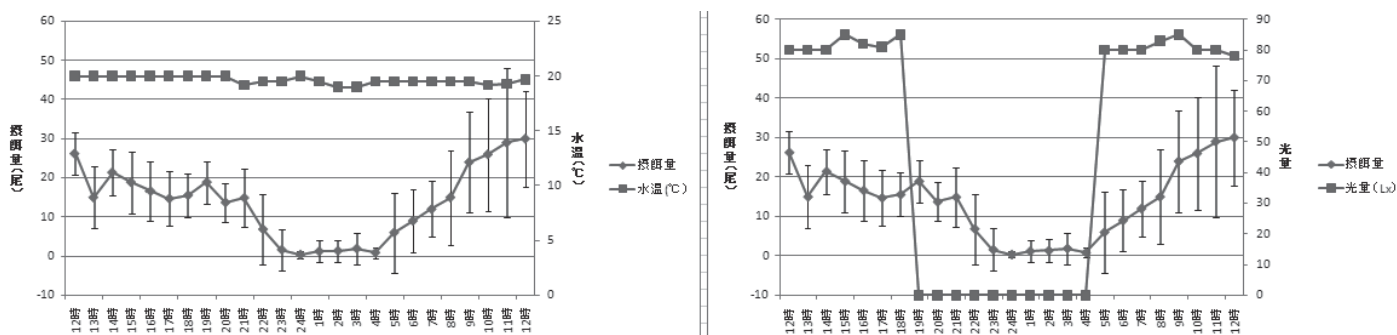 60
50
40
30
20
10
0
-10
摂餌量(尾)
25
20
15
10
5
0
水温(℃)
摂餌量
水温(℃)
12時
13時
14時
15時
16時
17時
18時
19時
20時
21時
22時
23時
24時
1時
2時
3時
4時
5時
6時
7時
8時
9時
10時
11時
12時
60
50
40
30
20
10
0
-10
摂餌量(尾)
90
80
70
60
50
40
30
20
10
0
光量
摂餌量
光量(Lx)
12時
13時
14時
15時
16時
17時
18時
19時
20時
21時
22時
23時
24時
1時
2時
3時
4時
5時
6時
7時
8時
9時
10時
11時
12時